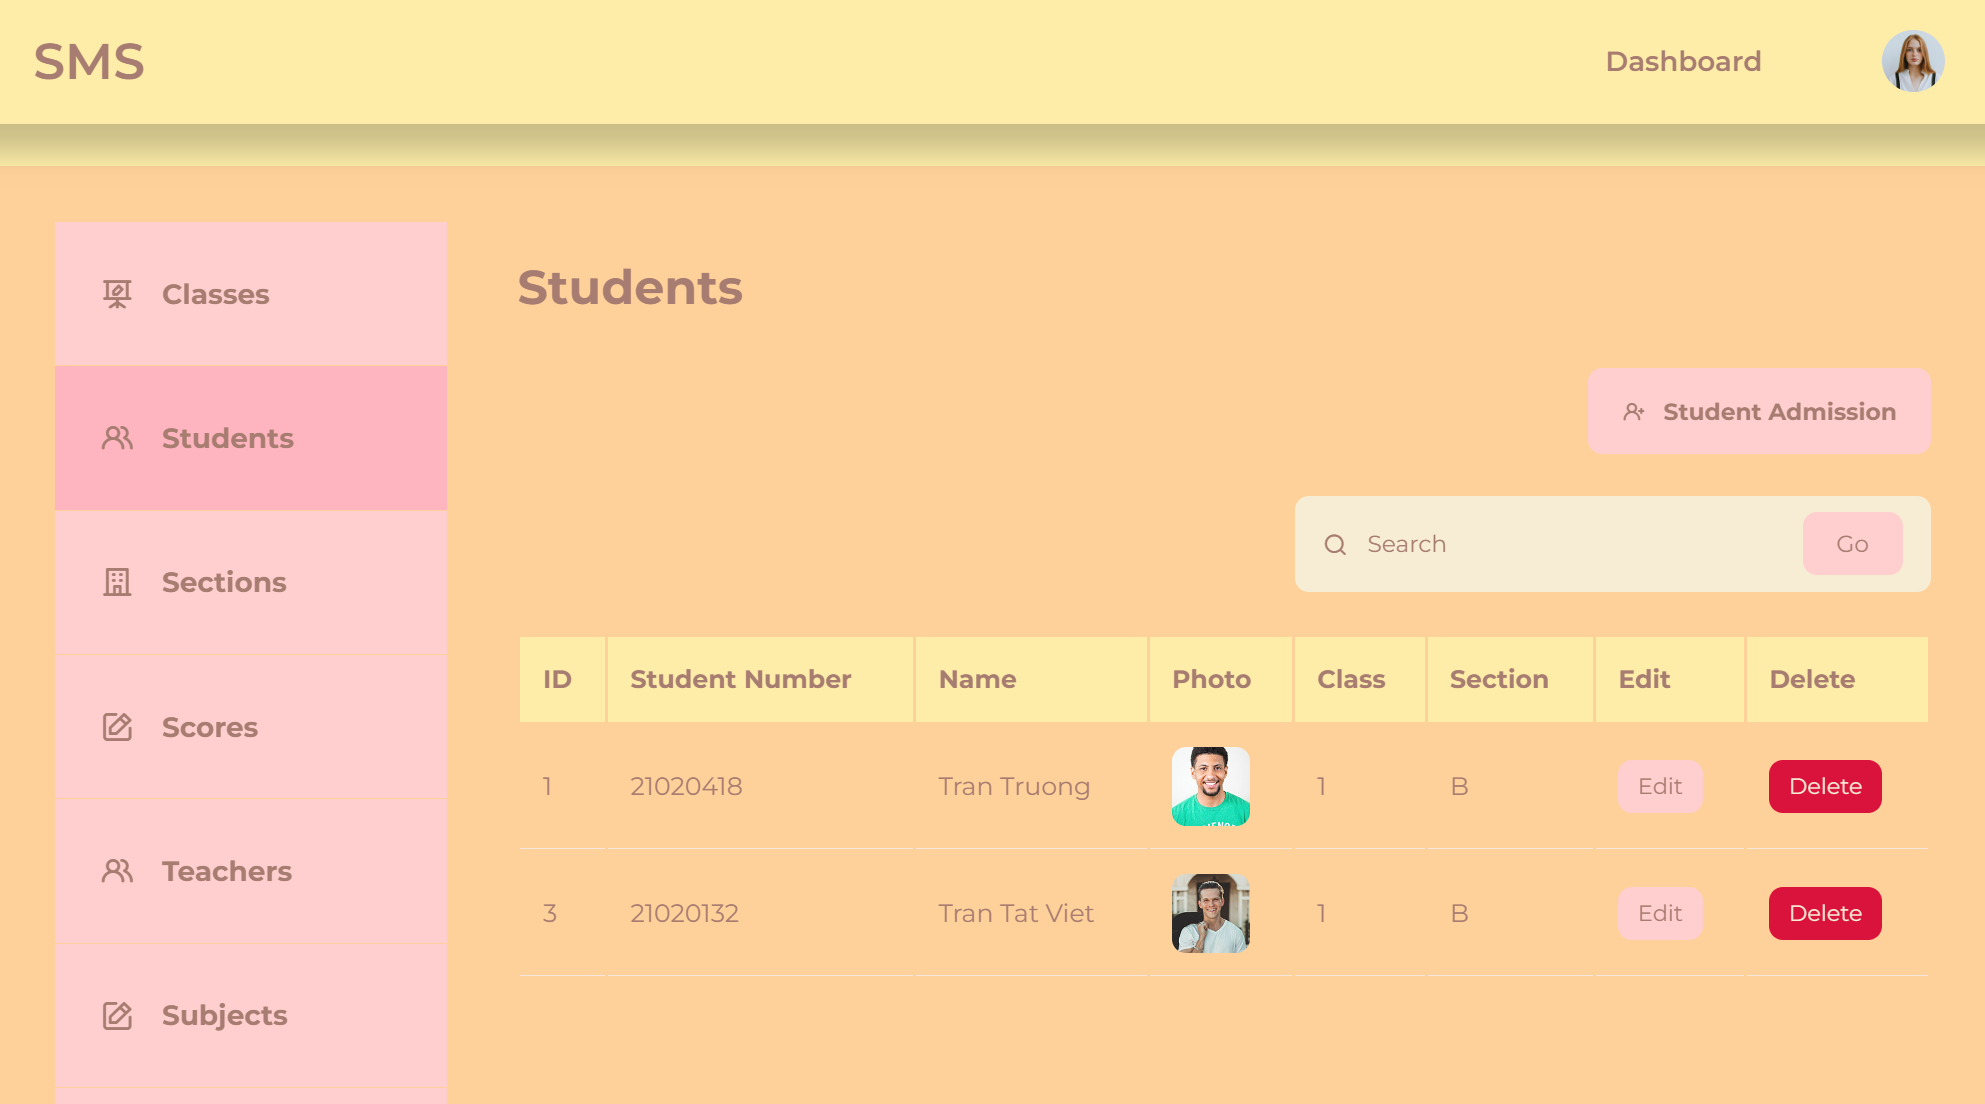 SMS
Dashboard
Classes
Students
Sections
Scores
Teachers
Subjects
Students
Student Admission
Search
Go
ID Student Number Name Photo Class Section Edit Delete
1 21020418 Tran Truong 1 B Edit Delete
3 21020132 Tran Tat Viet 1 B Edit Delete